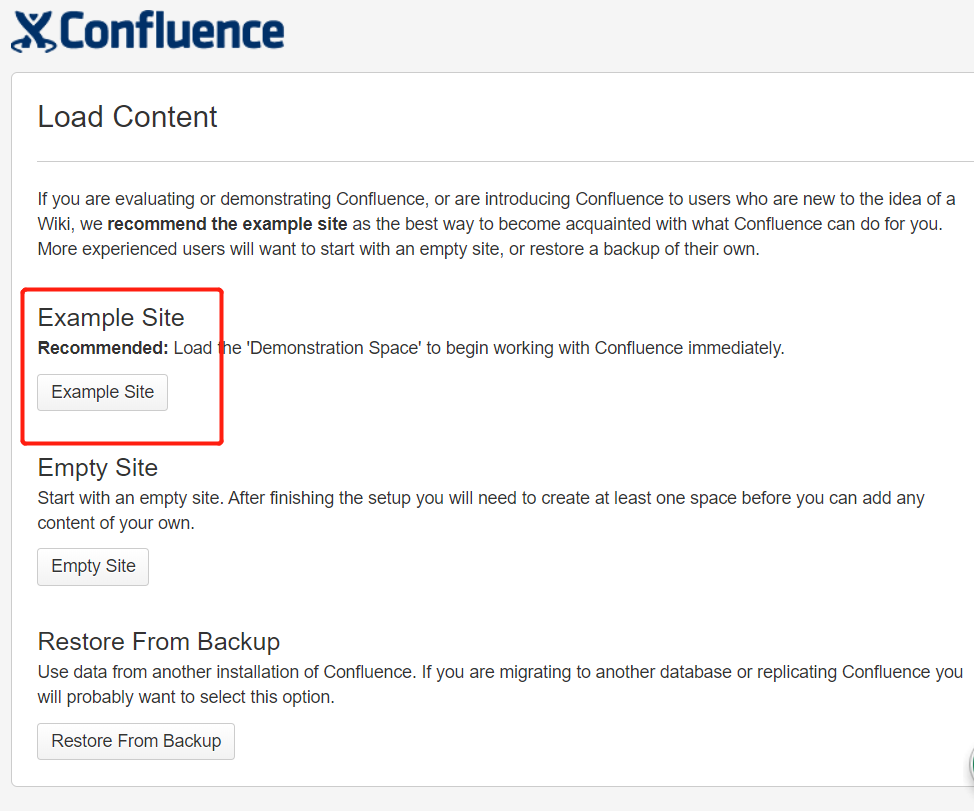 Confluence
Load Content
If you are evaluating or demonstrating Confluence, or are introducing Confluence to users who are new to the idea of a
Wiki, we recommend the example site as the best way to become acquainted with what Confluence can do for you.
More experienced users will want to start with an empty site, or restore a backup of their own.
Example Site
Recommended: Load the 'Demonstration Space' to begin working with Confluence immediately.
Example Site
Empty Site
Start with an empty site. After finishing the setup you will need to create at least one space before you can add any
content of your own.
Empty Site
Restore From Backup
Use data from another installation of Confluence. If you are migrating to another database or replicating Confluence you
will probably want to select this option.
Restore From Backup